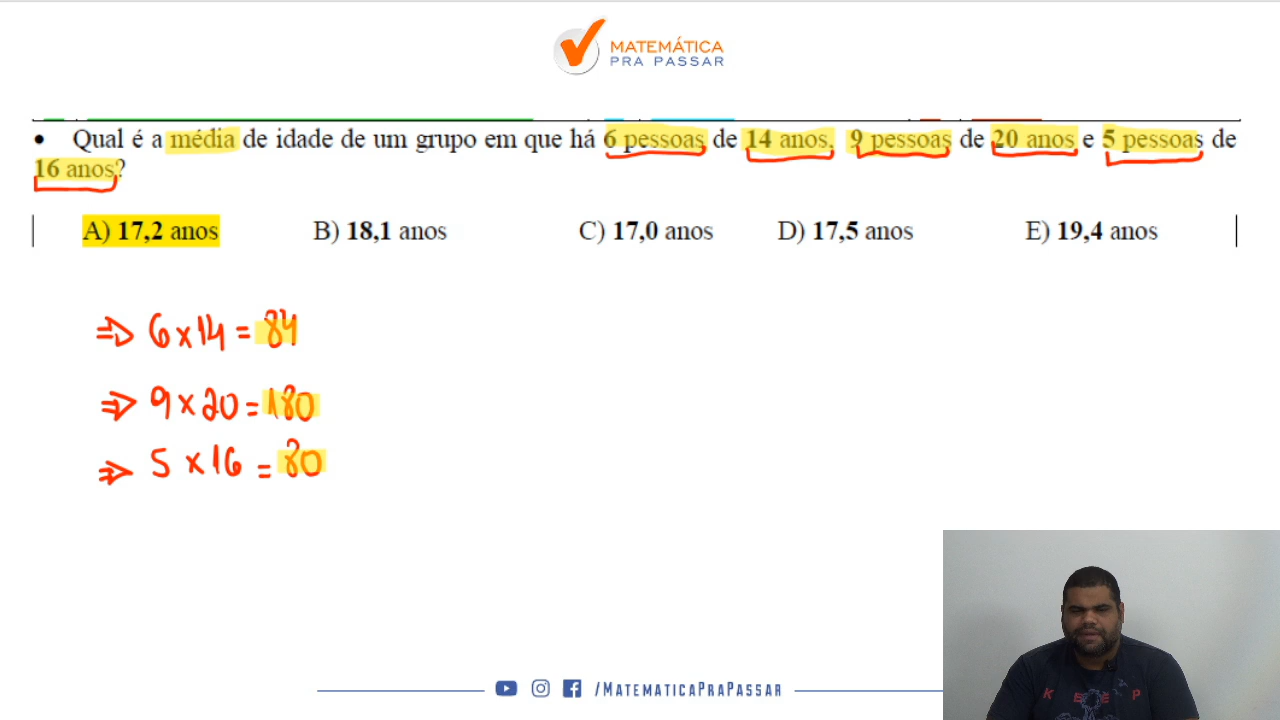 MATEMÁTICA
PRA PASSAR
• Qual é a média de idade de um grupo em que há 6 pessoas de 14 anos, 9 pessoas de 20 anos e 5 pessoas de
16 anos?
A) 17,2 anos B) 18,1 anos C) 17,0 anos D) 17,5 anos E) 19,4 anos
⇒ 6 x 14 = 84
⇒ 9 x 20 = 180
⇒ 5 x 16 = 80
K E E P
/MATEMATICAPRAPASSAR